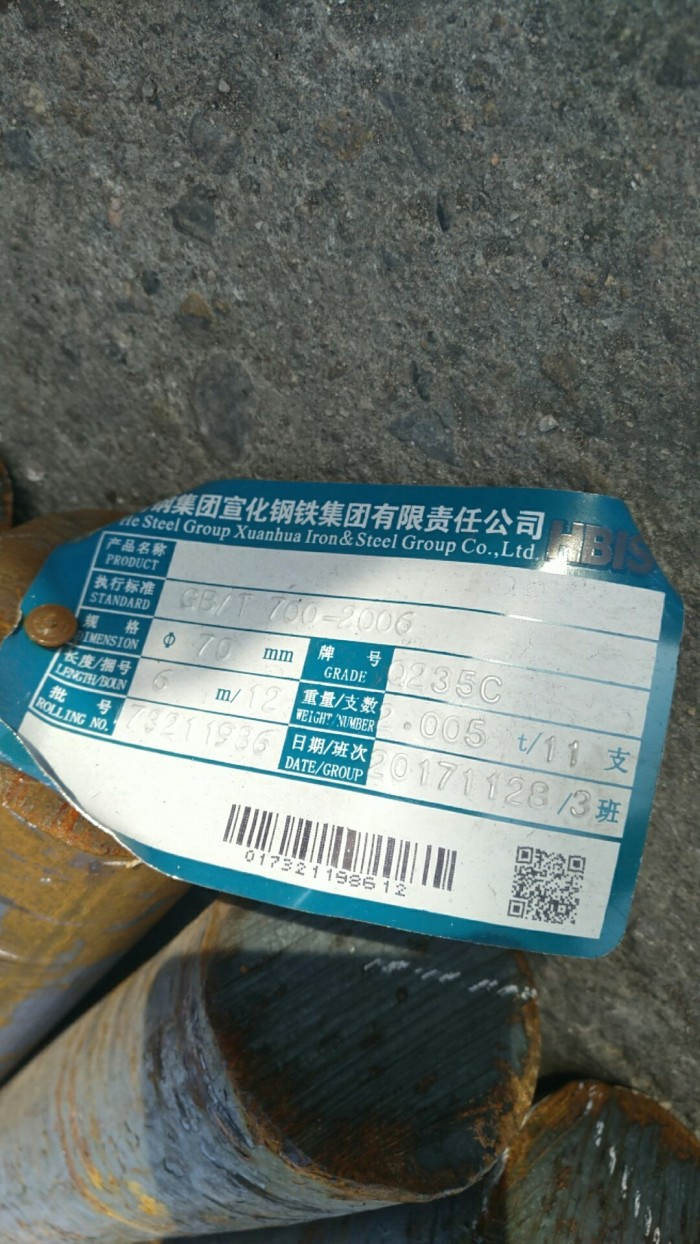 钢集团宣化钢铁集团有限责任公司
He Steel Group Xuanhua Iron&Steel Group Co.,Ltd. HBIS
产品名称
PRODUCT
执行标准 GB/T 700-2006
STANDARD
规 格 Φ 70 mm 牌 号 Q235C
DIMENSION GRADE
长度/捆号 6 m/12 重量/支数 2.005 t/11 支
LENGTH/BOUN WEIGHT/NUMBER
批 号 日期/班次 20171128/3班
ROLLING NO. DATE/GROUP
017321198612